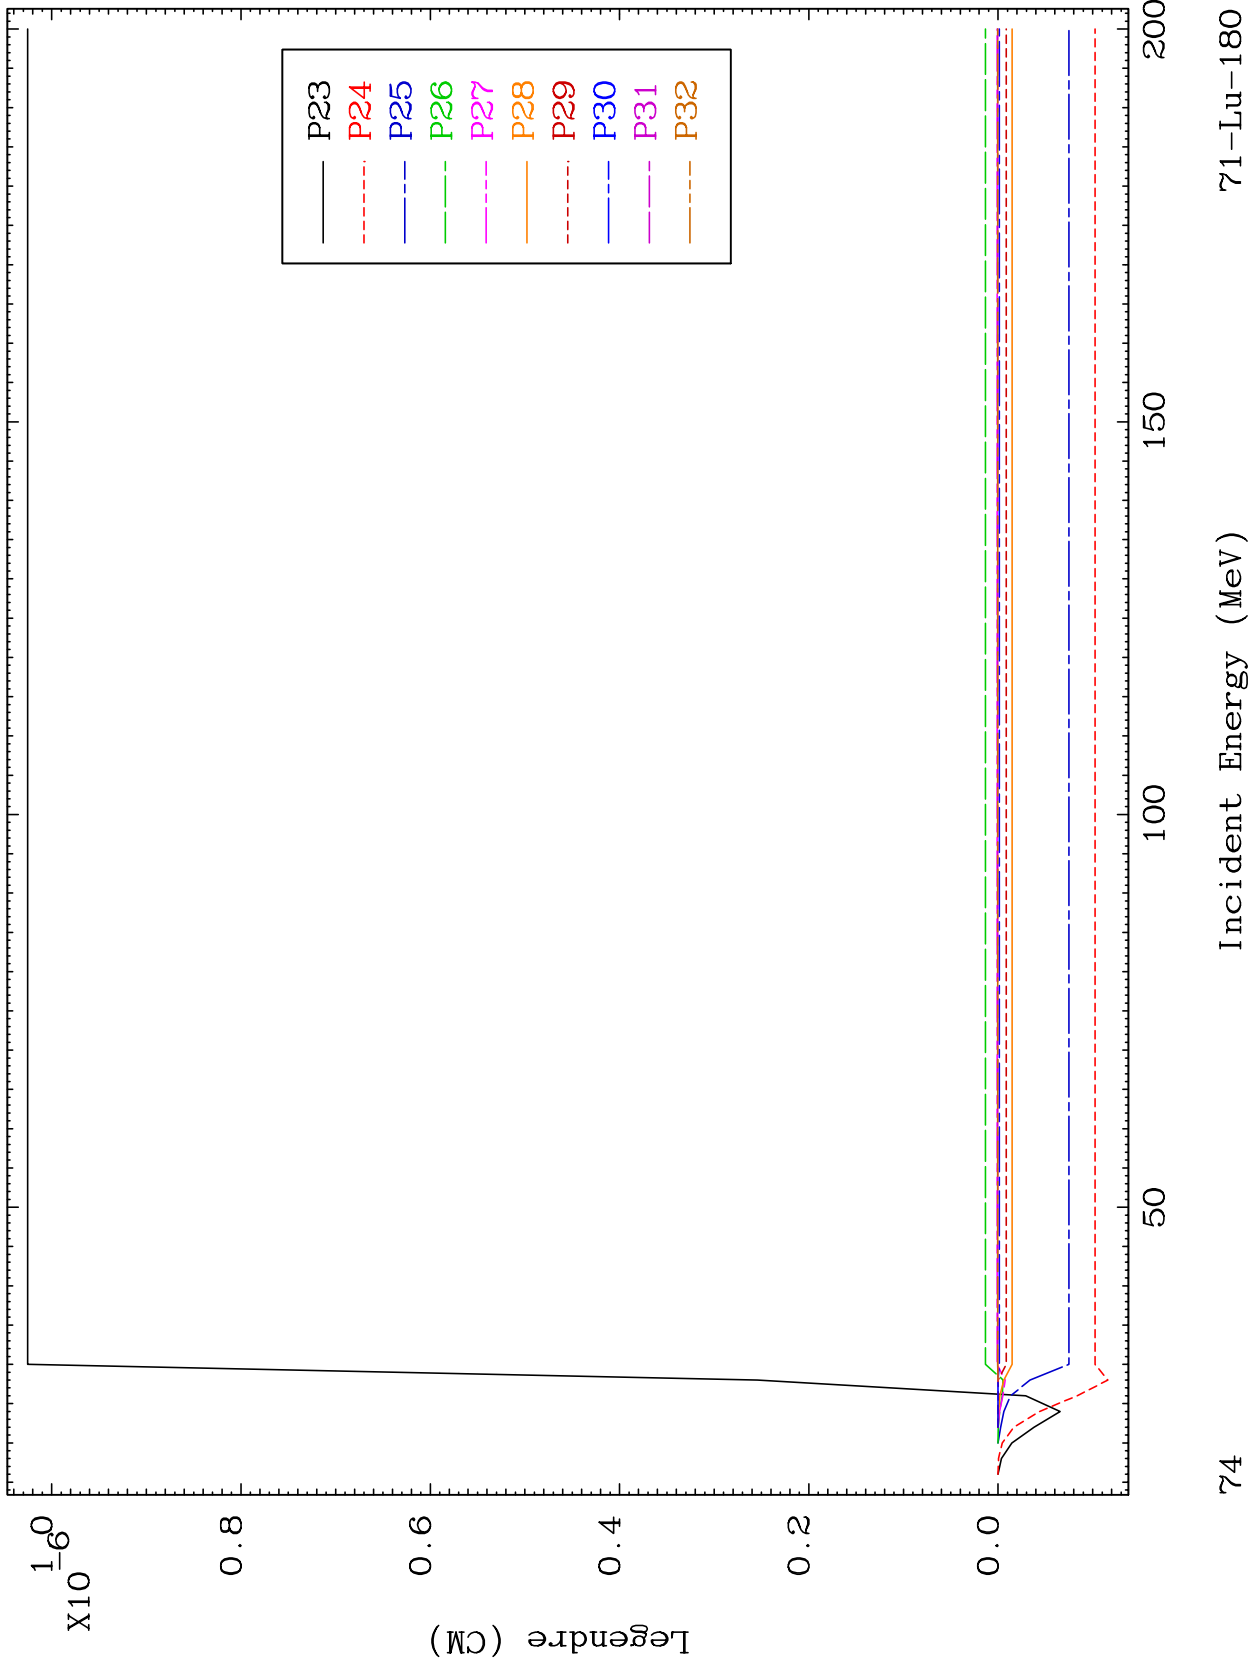 X10
-6
1.0
0.8
0.6
0.4
0.2
0.0
Legendre (CM)
P23
P24
P25
P26
P27
P28
P29
P30
P31
P32
50
100
150
200
74
Incident Energy (MeV)
71-Lu-180